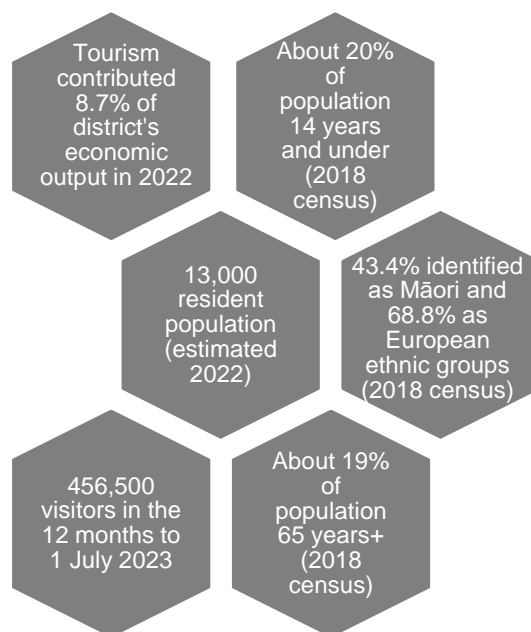 Tourism
contributed
8.7% of
district's
economic
output in 2022
About 20%
of
population
14 years
and under
(2018
census)
13,000
resident
population
(estimated
2022)
43.4% identified
as Māori and
68.8% as
European
ethnic groups
(2018 census)
456,500
visitors in the
12 months to
1 July 2023
About 19%
of
population
65 years+
(2018
census)